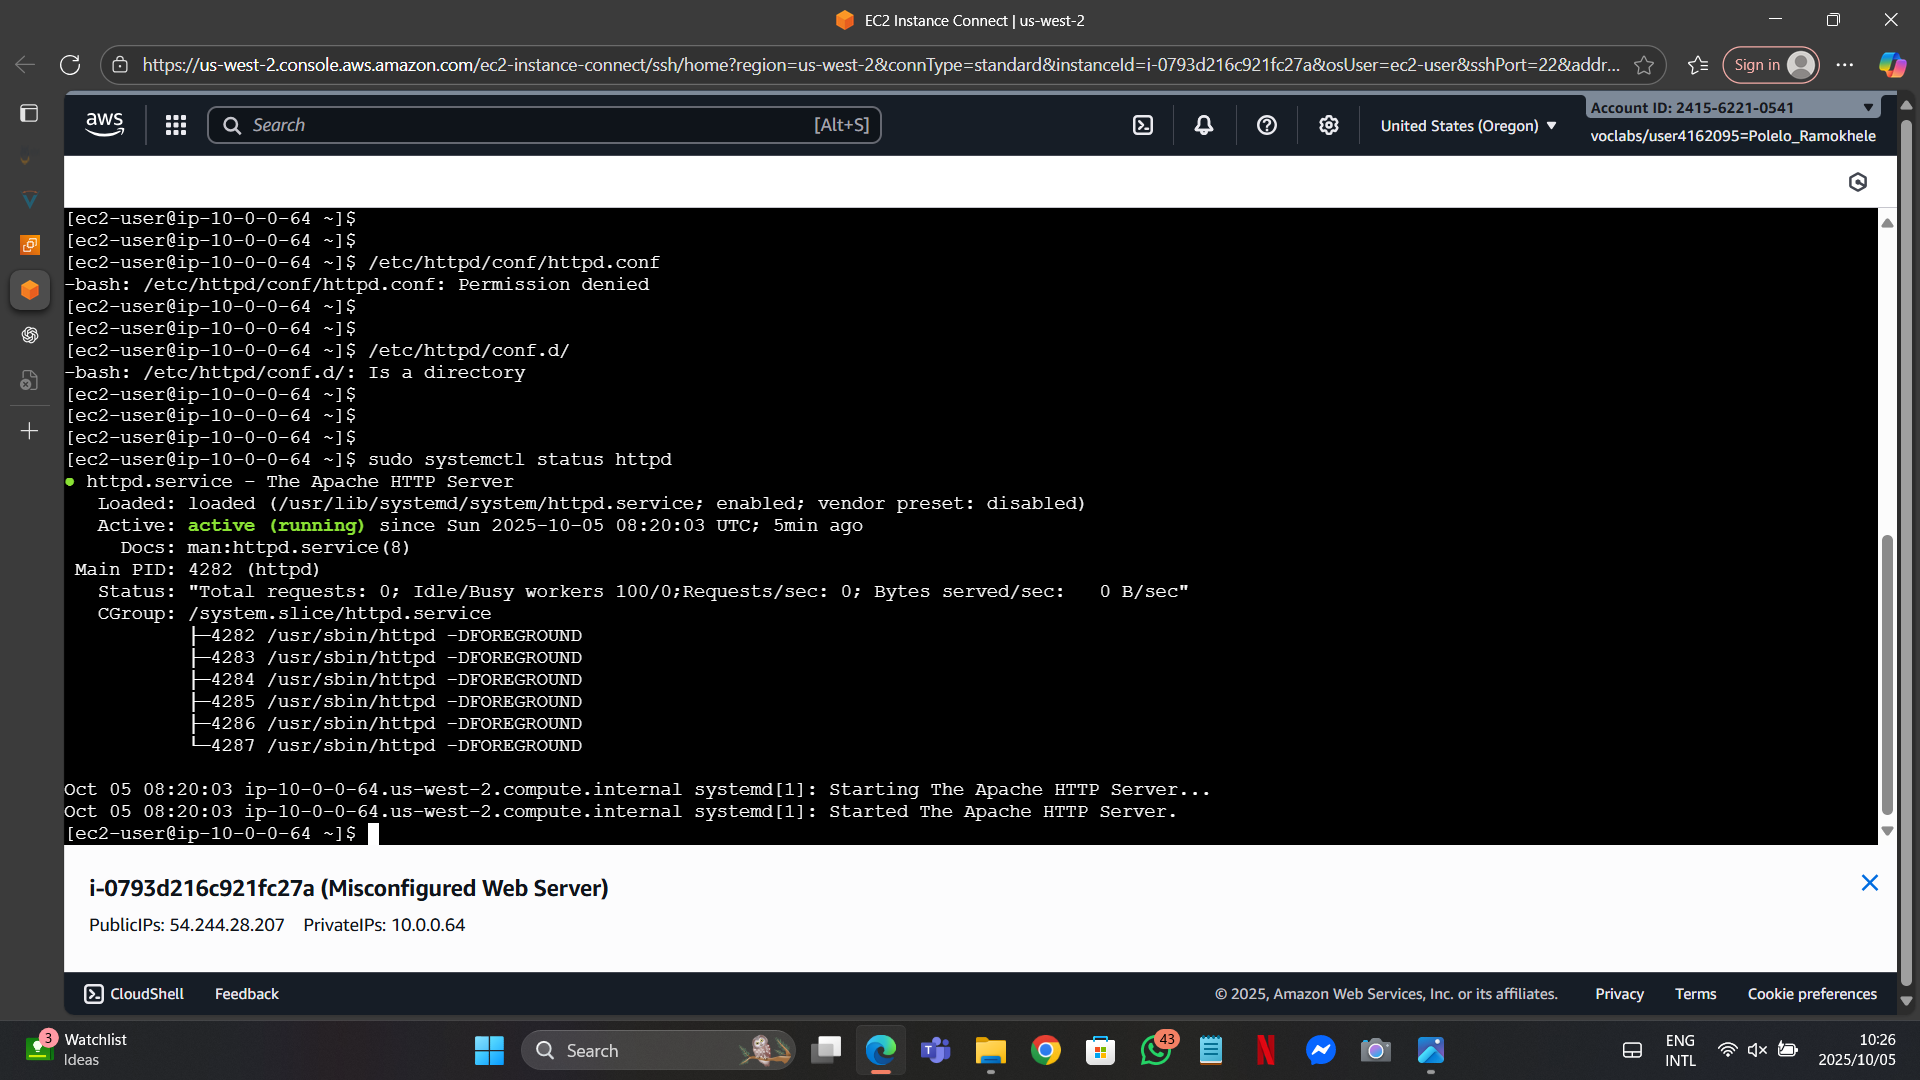 EC2 Instance Connect | us-west-2
https://us-west-2.console.aws.amazon.com/ec2-instance-connect/ssh/home?region=us-west-2&connType=standard&instanceId=i-0793d216c921fc27a&osUser=ec2-user&sshPort=22&addr...
Sign in
aws
Search
[Alt+S]
United States (Oregon)
Account ID: 2415-6221-0541
voclabs/user4162095=Polelo_Ramokhele
[ec2-user@ip-10-0-0-64 ~]$
[ec2-user@ip-10-0-0-64 ~]$
[ec2-user@ip-10-0-0-64 ~]$ /etc/httpd/conf/httpd.conf
-bash: /etc/httpd/conf/httpd.conf: Permission denied
[ec2-user@ip-10-0-0-64 ~]$
[ec2-user@ip-10-0-0-64 ~]$
[ec2-user@ip-10-0-0-64 ~]$ /etc/httpd/conf.d/
-bash: /etc/httpd/conf.d/: Is a directory
[ec2-user@ip-10-0-0-64 ~]$
[ec2-user@ip-10-0-0-64 ~]$
[ec2-user@ip-10-0-0-64 ~]$
[ec2-user@ip-10-0-0-64 ~]$ sudo systemctl status httpd
● httpd.service - The Apache HTTP Server
Loaded: loaded (/usr/lib/systemd/system/httpd.service; enabled; vendor preset: disabled)
Active: active (running) since Sun 2025-10-05 08:20:03 UTC; 5min ago
Docs: man:httpd.service(8)
Main PID: 4282 (httpd)
Status: "Total requests: 0; Idle/Busy workers 100/0;Requests/sec: 0; Bytes served/sec:   0 B/sec"
CGroup: /system.slice/httpd.service
├─4282 /usr/sbin/httpd -DFOREGROUND
├─4283 /usr/sbin/httpd -DFOREGROUND
├─4284 /usr/sbin/httpd -DFOREGROUND
├─4285 /usr/sbin/httpd -DFOREGROUND
├─4286 /usr/sbin/httpd -DFOREGROUND
└─4287 /usr/sbin/httpd -DFOREGROUND
Oct 05 08:20:03 ip-10-0-0-64.us-west-2.compute.internal systemd[1]: Starting The Apache HTTP Server...
Oct 05 08:20:03 ip-10-0-0-64.us-west-2.compute.internal systemd[1]: Started The Apache HTTP Server.
[ec2-user@ip-10-0-0-64 ~]$
i-0793d216c921fc27a (Misconfigured Web Server)
PublicIPs: 54.244.28.207 PrivateIPs: 10.0.0.64
CloudShell
Feedback
© 2025, Amazon Web Services, Inc. or its affiliates.
Privacy
Terms
Cookie preferences
3
Watchlist
Ideas
Search
43
ENG
INTL
10:26
2025/10/05